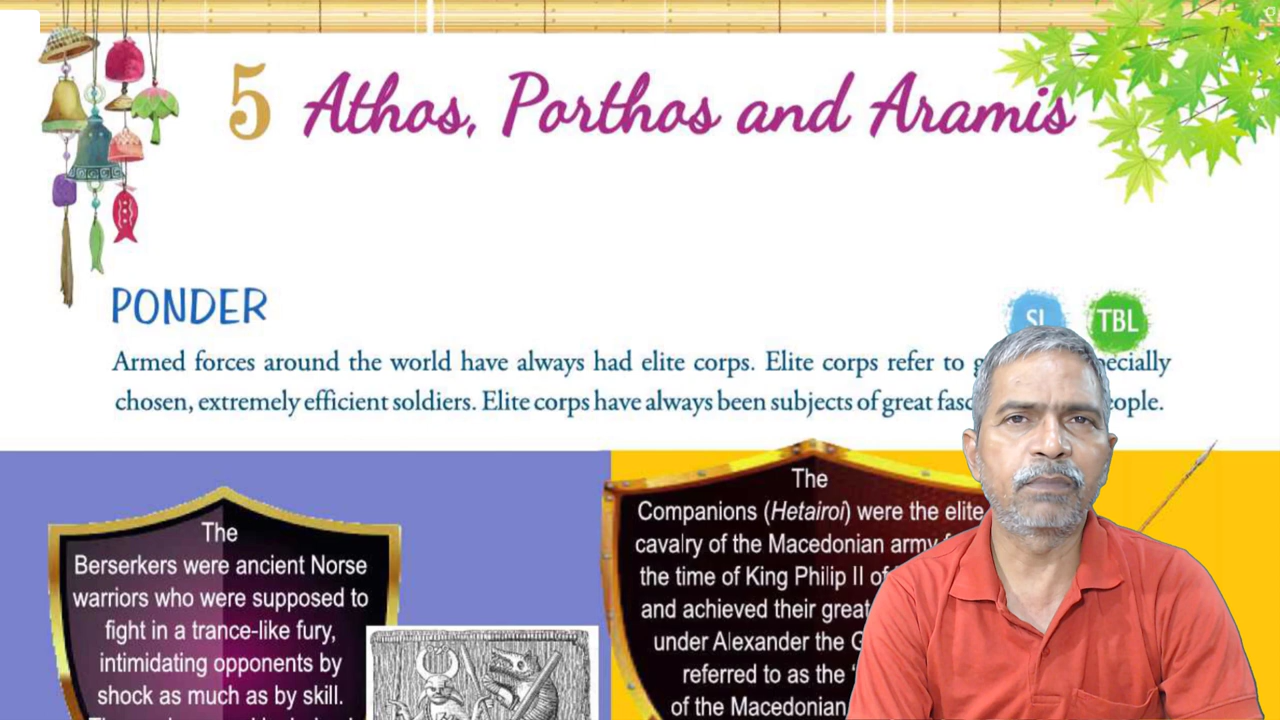 5 Athos, Porthos and Aramis
PONDER
SL TBL
Armed forces around the world have always had elite corps. Elite corps refer to
chosen, extremely efficient soldiers. Elite corps have always been subjects of great
The
Berserkers were ancient Norse
warriors who were supposed to
fight in a trance-like fury,
intimidating opponents by
shock as much as by skill.
The
Companions (Hetairoi) were the elite
cavalry of the Macedonian army
the time of King Philip II of
and achieved their great
under Alexander the
referred to as the
of the Macedonian